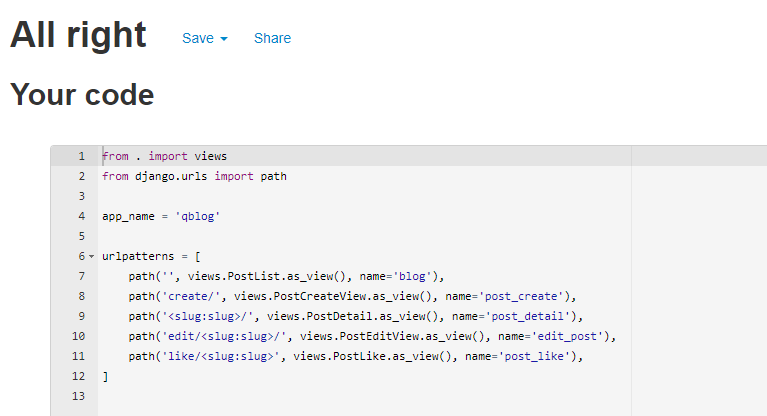 All right Save Share
Your code
1 from . import views
2 from django.urls import path
3
4 app_name = 'qblog'
5
6 urlpatterns = [
7     path('', views.PostList.as_view(), name='blog'),
8     path('create/', views.PostCreateView.as_view(), name='post_create'),
9     path('<slug:slug>/', views.PostDetail.as_view(), name='post_detail'),
10     path('edit/<slug:slug>/', views.PostEditView.as_view(), name='edit_post'),
11     path('like/<slug:slug>', views.PostLike.as_view(), name='post_like'),
12 ]
13